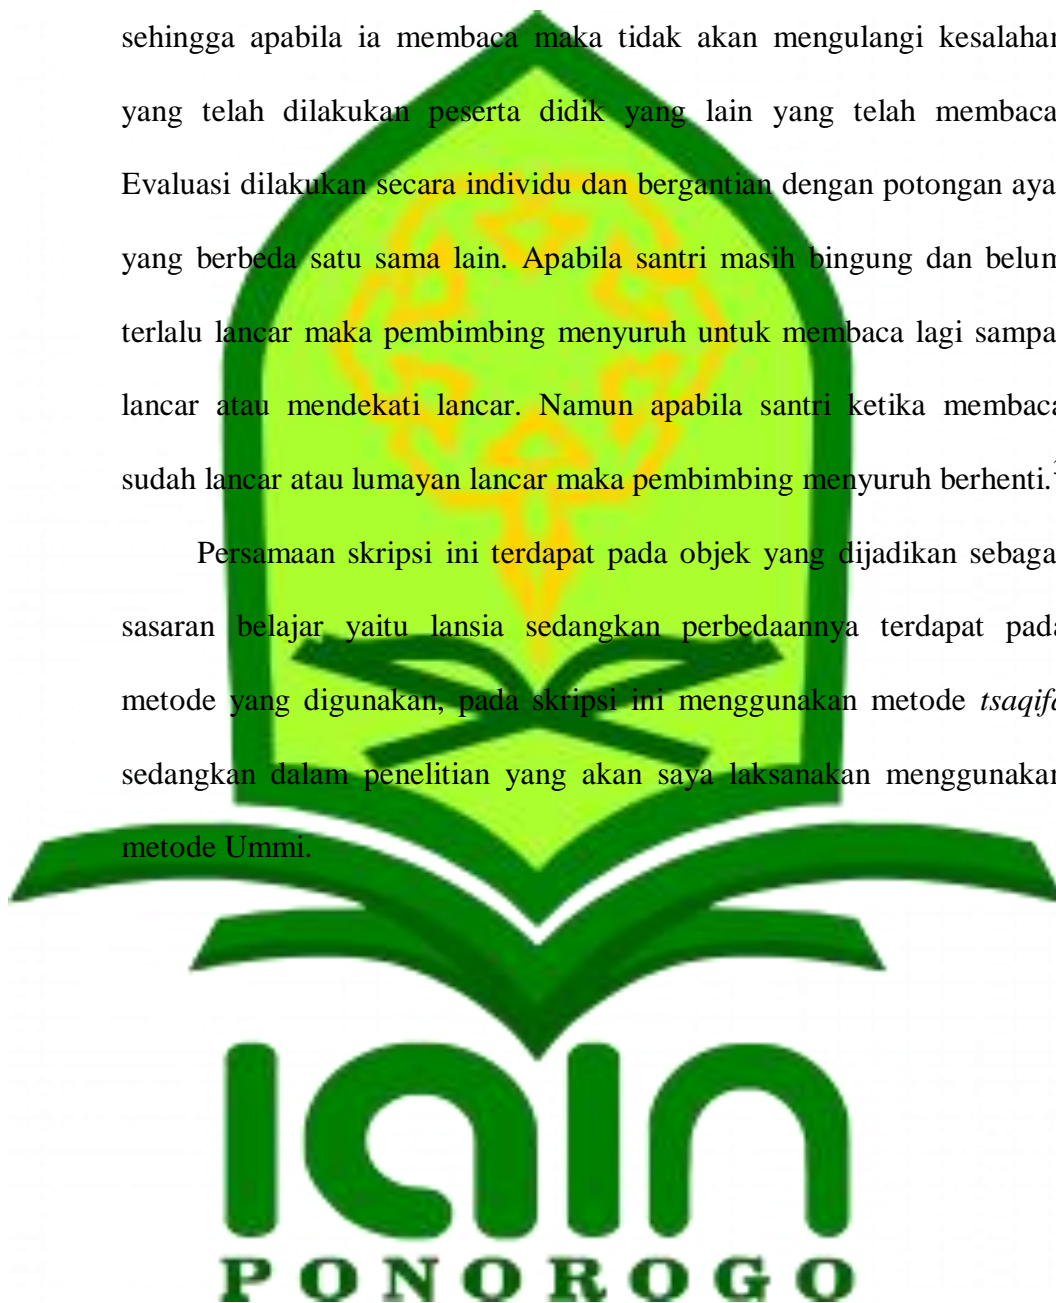 sehingga apabila ia membaca maka tidak akan mengulangi kesalahan
yang telah dilakukan peserta didik yang lain yang telah membaca
Evaluasi dilakukan secara individu dan bergantian dengan potongan aya
yang berbeda satu sama lain. Apabila santri masih bingung dan belum
terlalu lancar maka pembimbing menyuruh untuk membaca lagi sampa
lancar atau mendekati lancar. Namun apabila santri ketika membaca
sudah lancar atau lumayan lancar maka pembimbing menyuruh berhenti.
Persamaan skripsi ini terdapat pada objek yang dijadikan sebaga
sasaran belajar yaitu lansia sedangkan perbedaannya terdapat pada
metode yang digunakan, pada skripsi ini menggunakan metode tsaqifa
sedangkan dalam penelitian yang akan saya laksanakan menggunakan
metode Ummi.
iain
PONOROGO